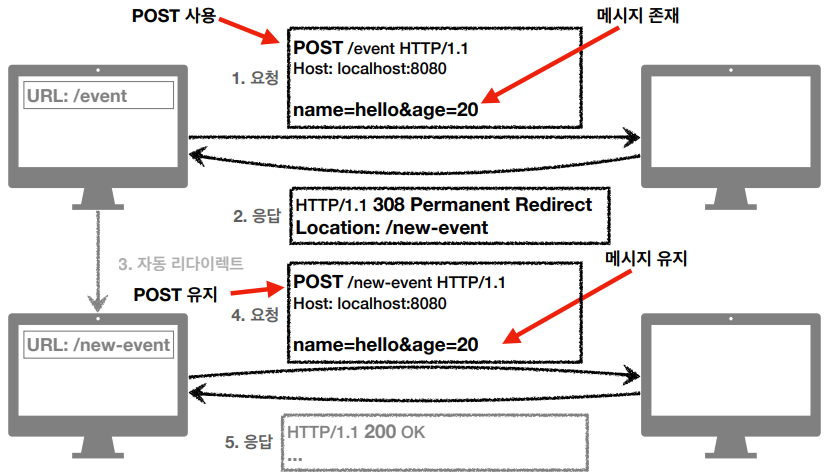 POST 사용
메시지 존재
1. 요청
POST /event HTTP/1.1
Host: localhost:8080
name=hello&age=20
URL: /event
2. 응답
HTTP/1.1 308 Permanent Redirect
Location: /new-event
3. 자동 리다이렉트
POST 유지
메시지 유지
4. 요청
POST /new-event HTTP/1.1
Host: localhost:8080
name=hello&age=20
URL: /new-event
5. 응답
HTTP/1.1 200 OK
...